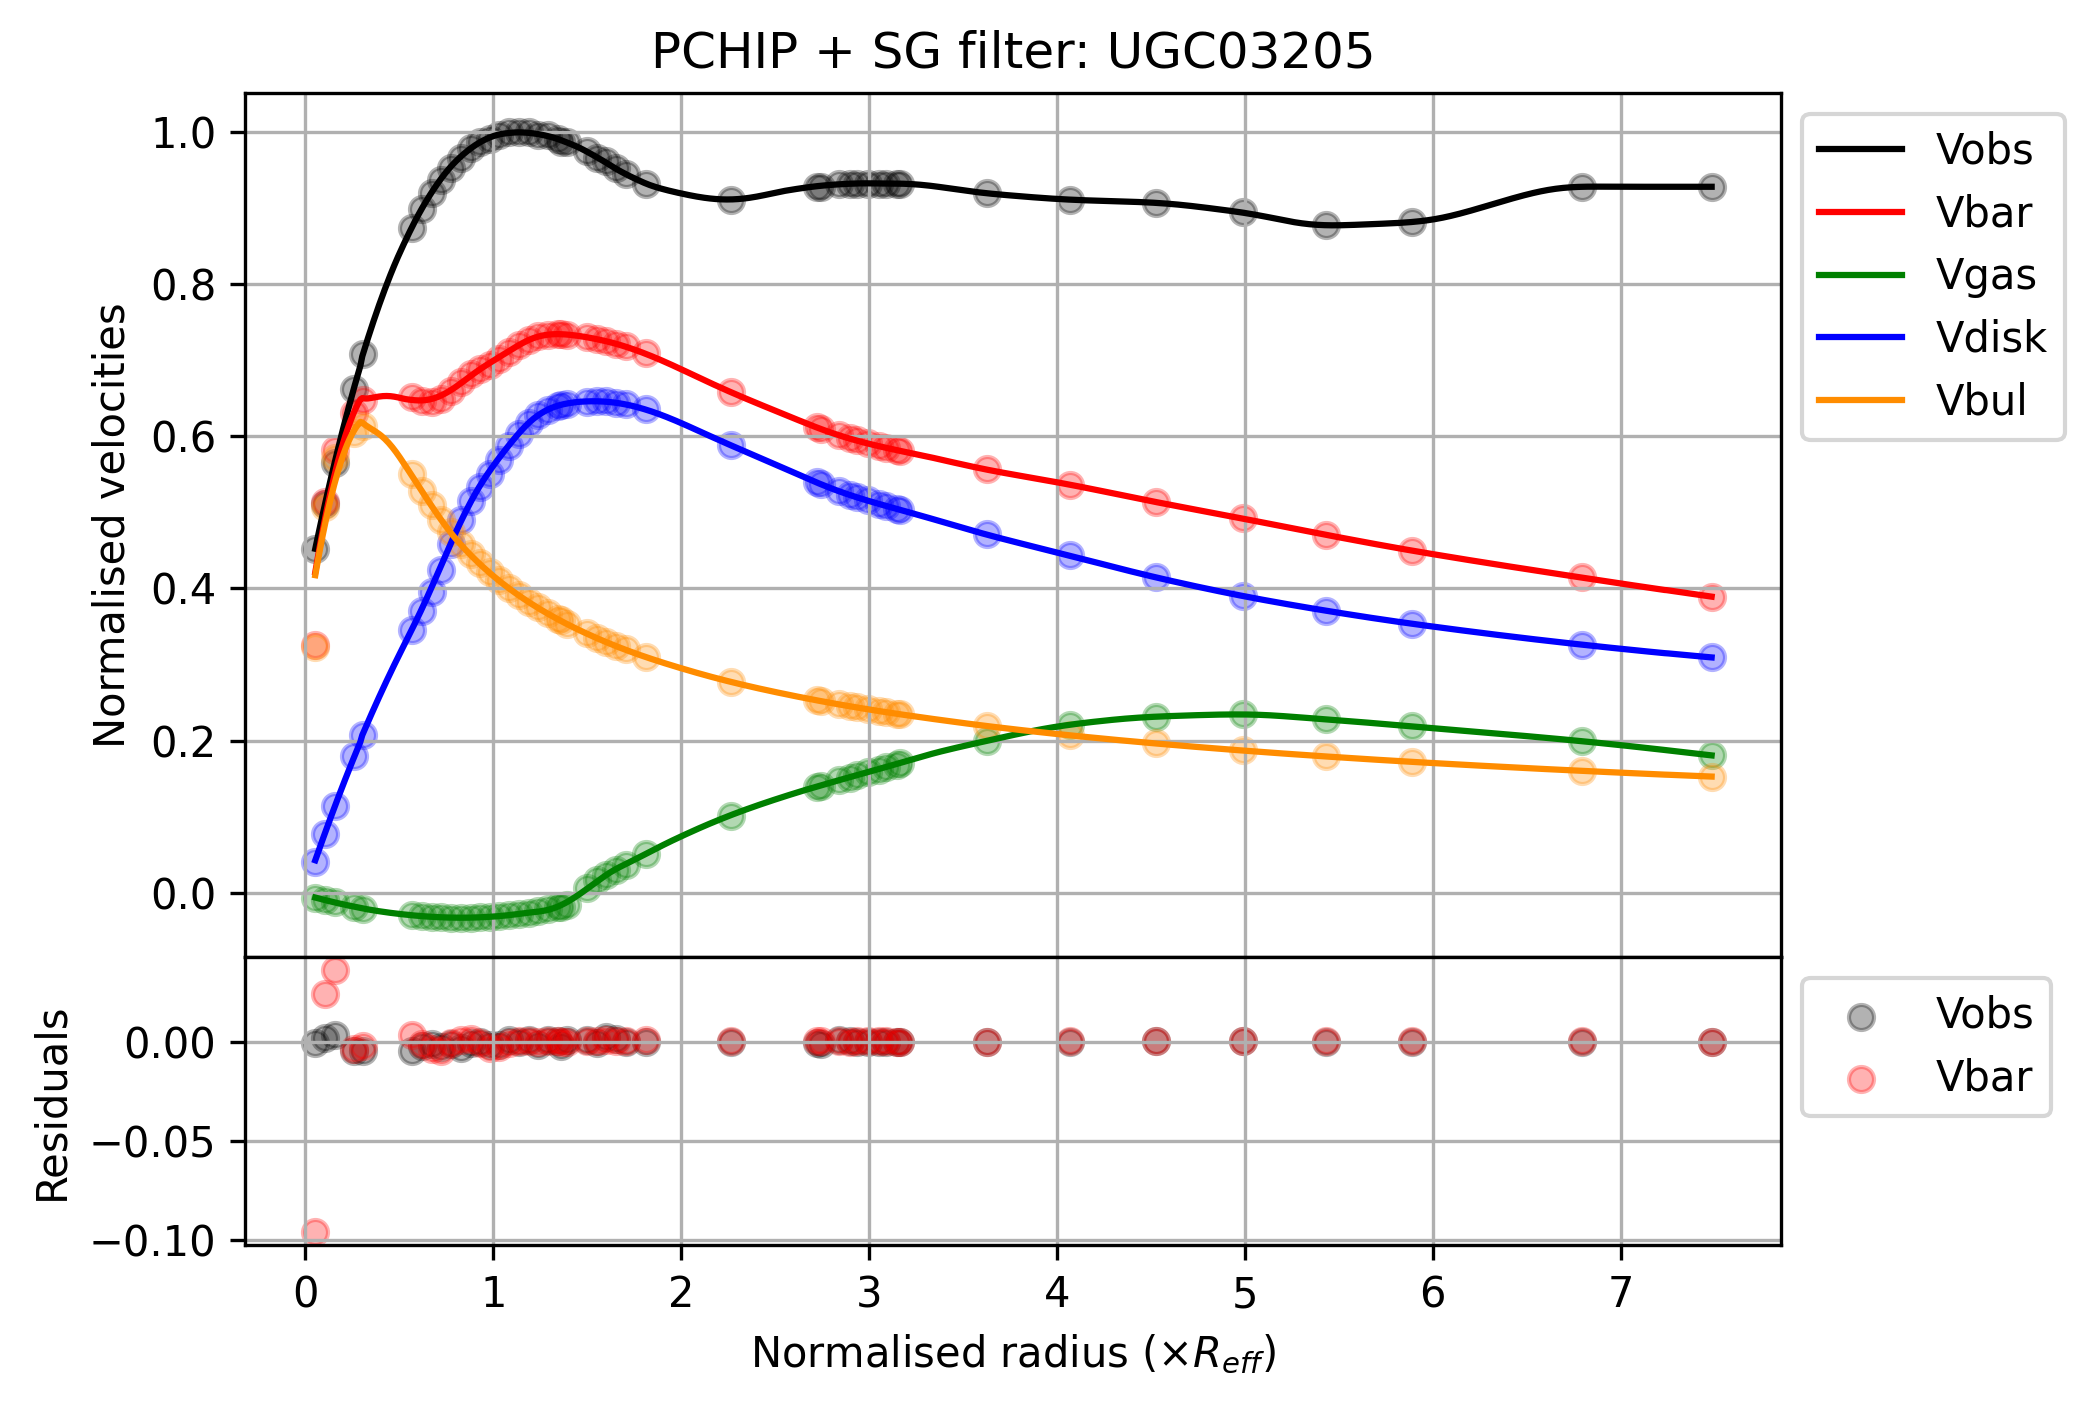 PCHIP + SG filter: UGC03205
Normalised velocities
1.0
0.8
0.6
0.4
0.2
0.0
Vobs
Vbar
Vgas
Vdisk
Vbul
Residuals
0.00
−0.05
−0.10
Vobs
Vbar
0 1 2 3 4 5 6 7
Normalised radius (×R_eff)